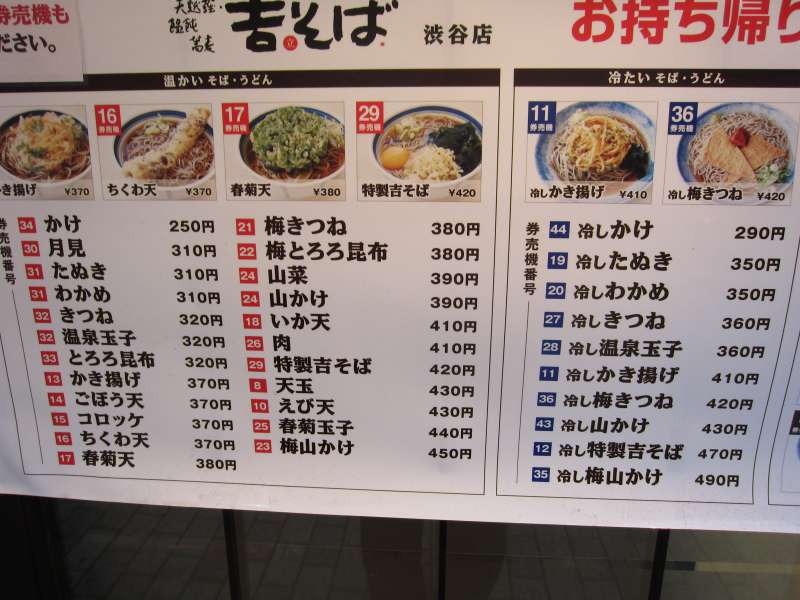 券売機も
ださい。
天ぷら
饂飩
蕎麦
吉そば
渋谷店
お持ち帰り
温かい そば・うどん
かき揚げ ¥370
16 券売機 ちくわ天 ¥370
17 券売機 春菊天 ¥380
29 券売機 特製吉そば ¥420
券売機番号
34 かけ 250円
30 月見 310円
31 たぬき 310円
31 わかめ 310円
32 きつね 320円
32 温泉玉子 320円
33 とろろ昆布 320円
13 かき揚げ 370円
14 ごぼう天 370円
15 コロッケ 370円
16 ちくわ天 370円
17 春菊天 380円
21 梅きつね 380円
22 梅とろろ昆布 380円
24 山菜 390円
24 山かけ 390円
18 いか天 410円
26 肉 410円
29 特製吉そば 420円
8 天玉 430円
10 えび天 430円
25 春菊玉子 440円
23 梅山かけ 450円
冷たい そば・うどん
11 券売機 冷しかき揚げ ¥410
36 券売機 冷し梅きつね ¥420
券売機番号
44 冷しかけ 290円
19 冷したぬき 350円
20 冷しわかめ 350円
27 冷しきつね 360円
28 冷し温泉玉子 360円
11 冷しかき揚げ 410円
36 冷し梅きつね 420円
43 冷し山かけ 430円
12 冷し特製吉そば 470円
35 冷し梅山かけ 490円